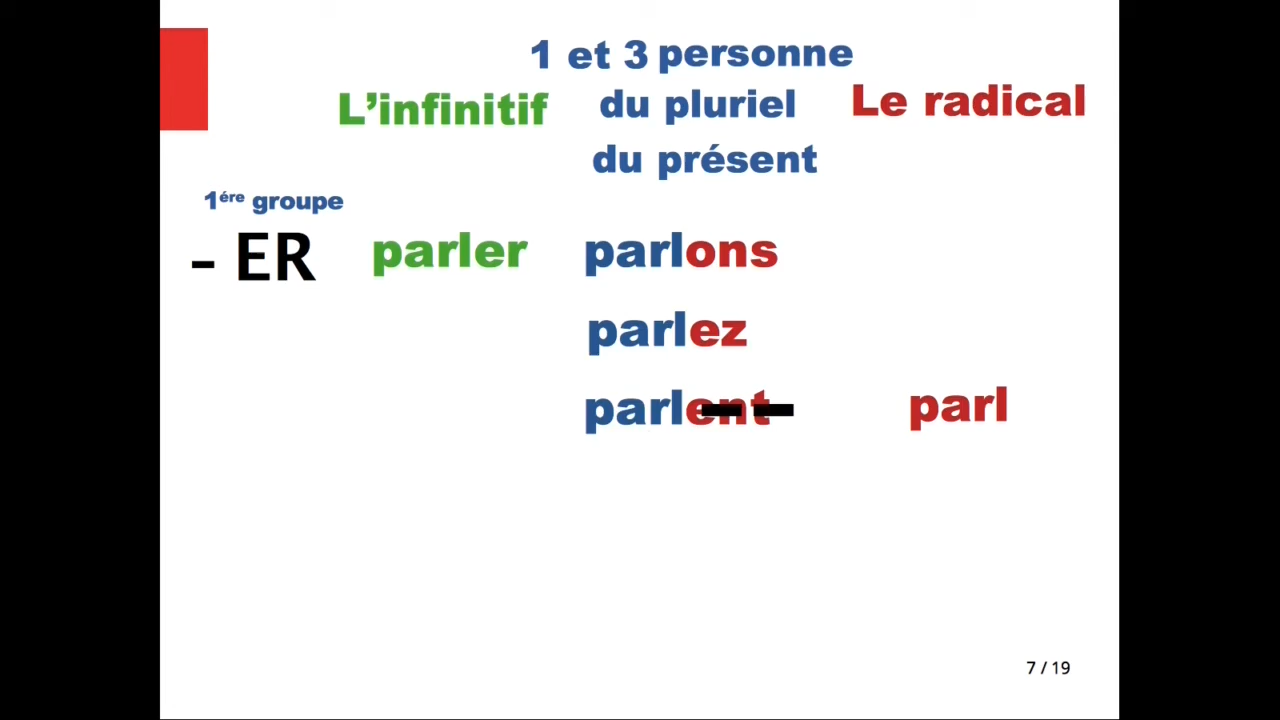 1 et 3 personne
L’infinitif du pluriel Le radical
du présent
1ére groupe
- ER parler parlons
parlez
parlent parl
7 / 19